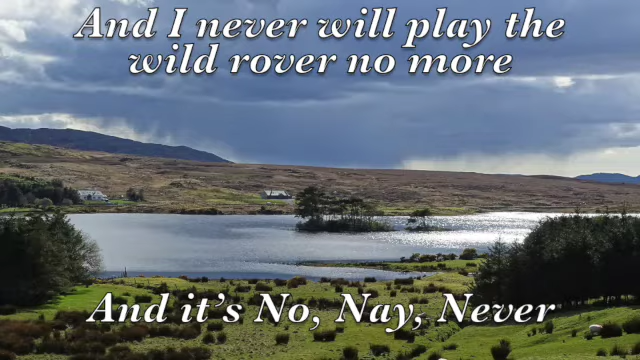 And I never will play the
wild rover no more
And it's No, Nay, Never